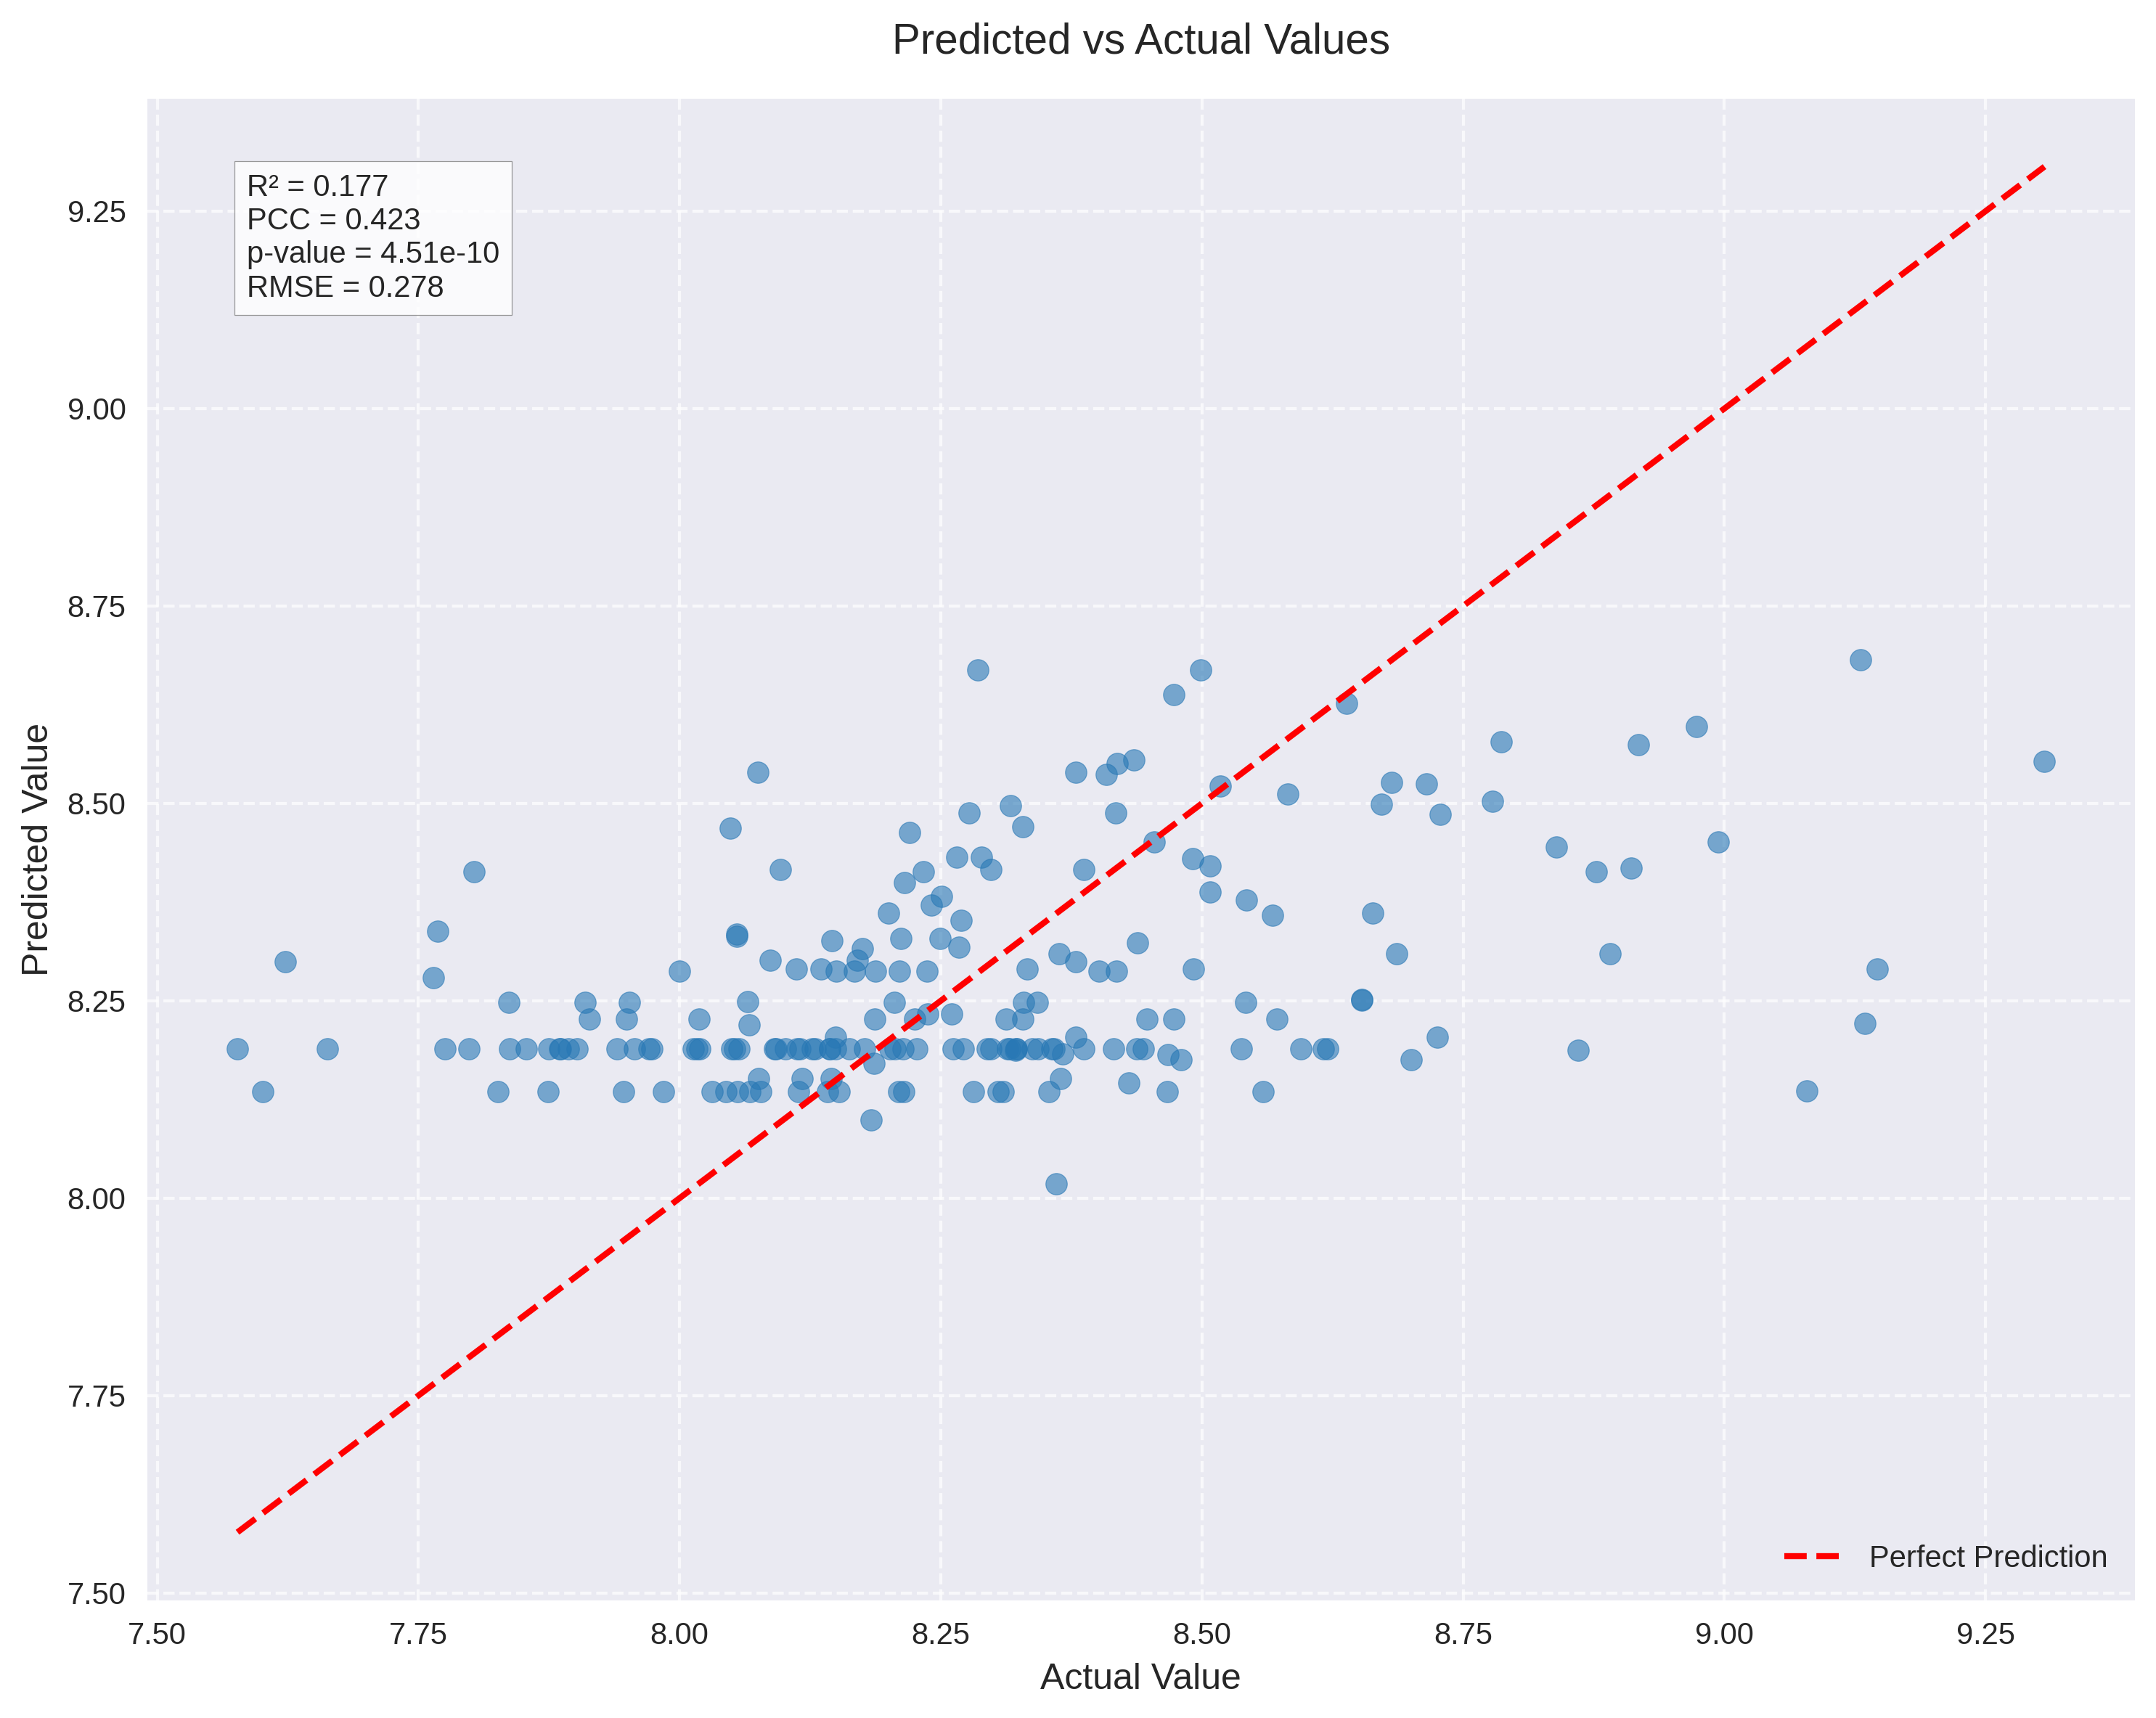 Predicted vs Actual Values
R² = 0.177
PCC = 0.423
p-value = 4.51e-10
RMSE = 0.278
9.25
9.00
8.75
8.50
8.25
8.00
7.75
7.50
Predicted Value
Perfect Prediction
7.50 7.75 8.00 8.25 8.50 8.75 9.00 9.25
Actual Value